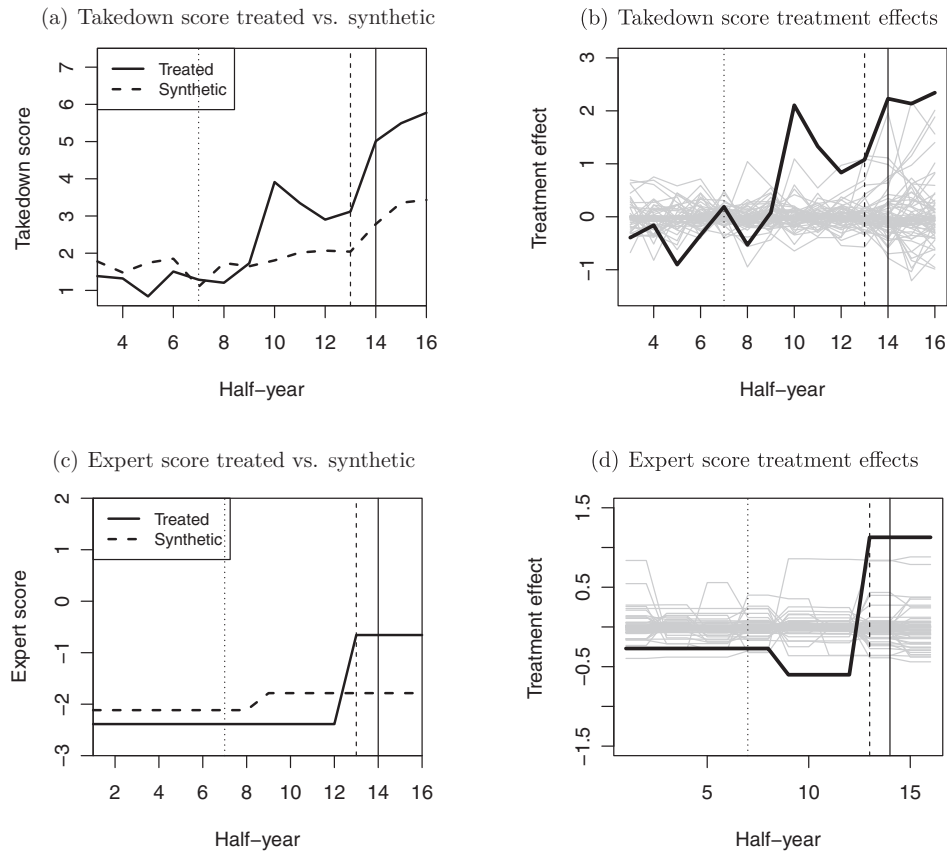 (a) Takedown score treated vs. synthetic
7
6
5
4
3
2
1
Takedown score
Treated
Synthetic
4 6 8 10 12 14 16
Half−year
(b) Takedown score treatment effects
3
2
1
0
−1
Treatment effect
4 6 8 10 12 14 16
Half−year
(c) Expert score treated vs. synthetic
2
1
0
−1
−2
−3
Expert score
Treated
Synthetic
2 4 6 8 10 12 14 16
Half−year
(d) Expert score treatment effects
1.5
0.5
−0.5
−1.5
Treatment effect
5 10 15
Half−year